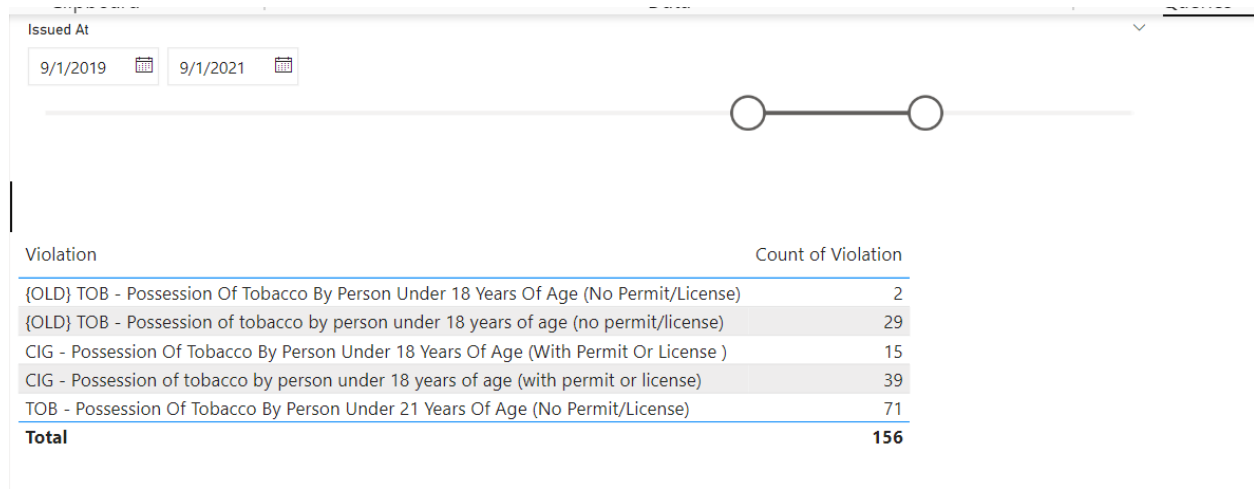 Issued At
9/1/2019 9/1/2021
Violation Count of Violation
{OLD} TOB - Possession Of Tobacco By Person Under 18 Years Of Age (No Permit/License) 2
{OLD} TOB - Possession of tobacco by person under 18 years of age (no permit/license) 29
CIG - Possession Of Tobacco By Person Under 18 Years Of Age (With Permit Or License ) 15
CIG - Possession of tobacco by person under 18 years of age (with permit or license) 39
TOB - Possession Of Tobacco By Person Under 21 Years Of Age (No Permit/License) 71
Total 156